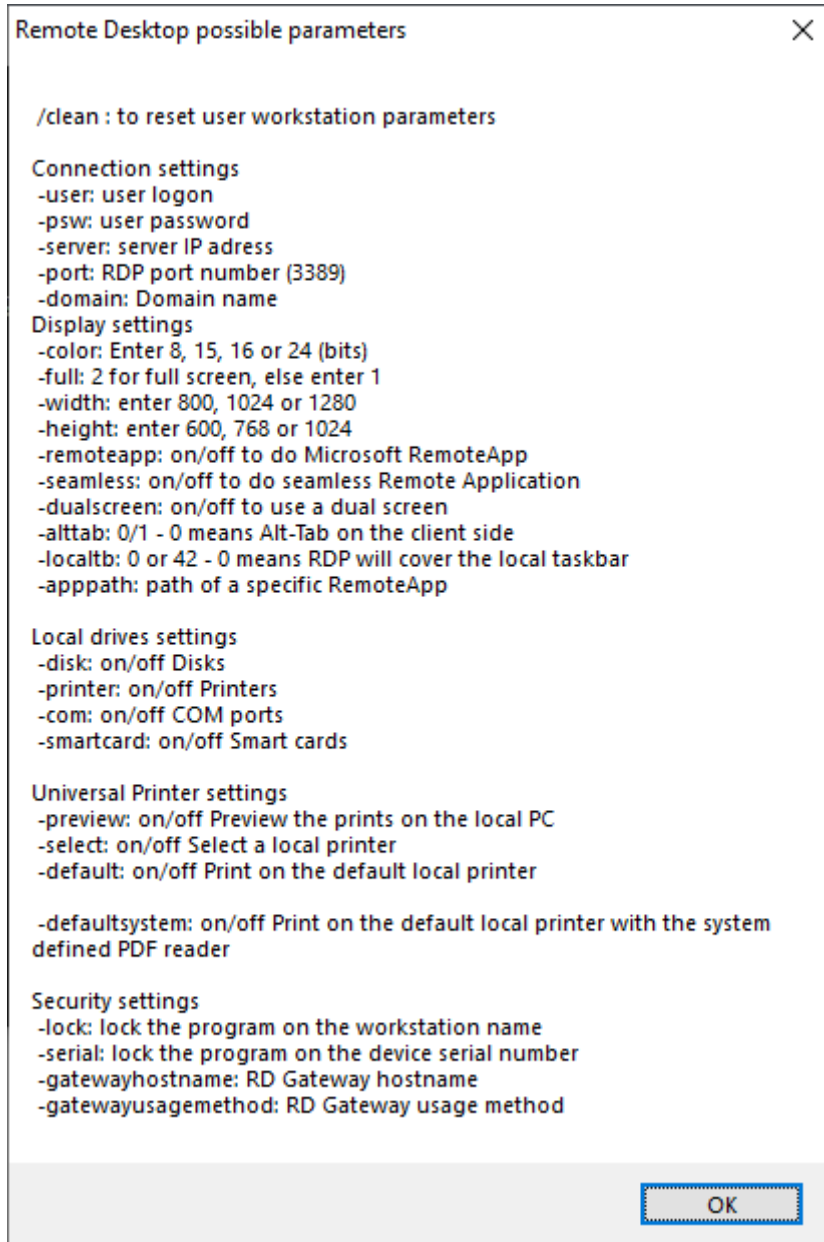 Remote Desktop possible parameters
/clean : to reset user workstation parameters
Connection settings
-user: user logon
-psw: user password
-server: server IP adress
-port: RDP port number (3389)
-domain: Domain name
Display settings
-color: Enter 8, 15, 16 or 24 (bits)
-full: 2 for full screen, else enter 1
-width: enter 800, 1024 or 1280
-height: enter 600, 768 or 1024
-remoteapp: on/off to do Microsoft RemoteApp
-seamless: on/off to do seamless Remote Application
-dualscreen: on/off to use a dual screen
-alttab: 0/1 - 0 means Alt-Tab on the client side
-localtb: 0 or 42 - 0 means RDP will cover the local taskbar
-apppath: path of a specific RemoteApp
Local drives settings
-disk: on/off Disks
-printer: on/off Printers
-com: on/off COM ports
-smartcard: on/off Smart cards
Universal Printer settings
-preview: on/off Preview the prints on the local PC
-select: on/off Select a local printer
-default: on/off Print on the default local printer
-defaultsystem: on/off Print on the default local printer with the system
defined PDF reader
Security settings
-lock: lock the program on the workstation name
-serial: lock the program on the device serial number
-gatewayhostname: RD Gateway hostname
-gatewayusagemethod: RD Gateway usage method
OK